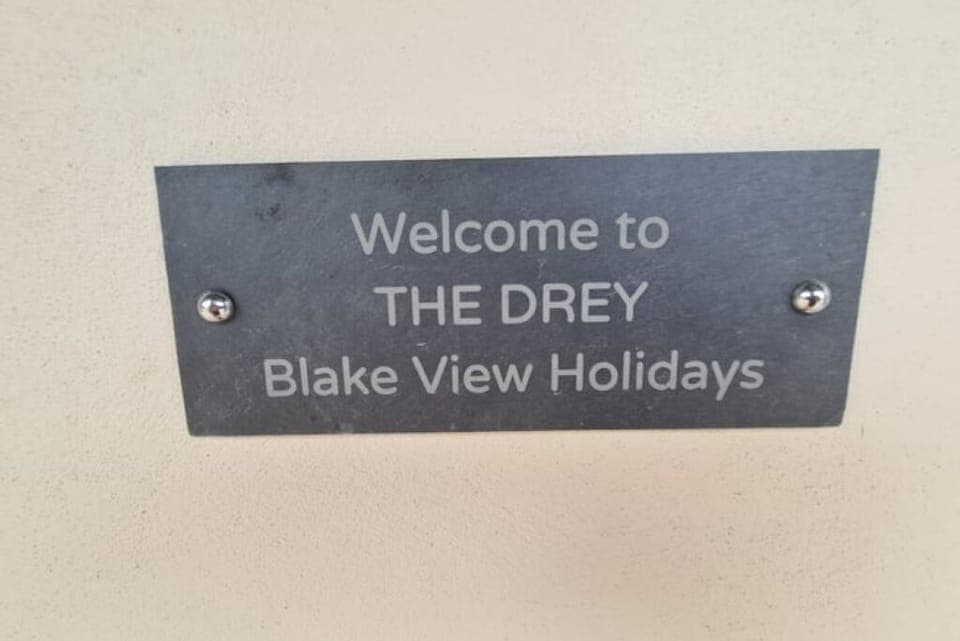 Welcome to
THE DREY
Blake View Holidays